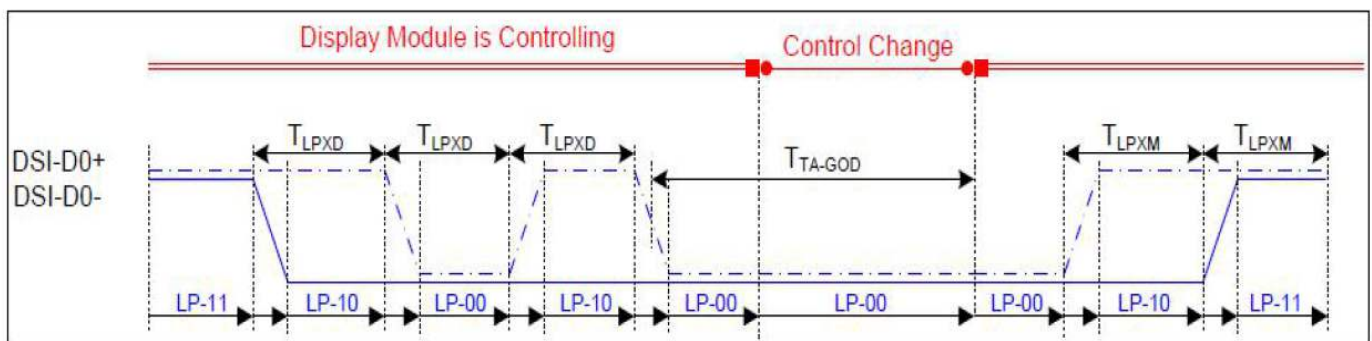 Display Module is Controlling Control Change
TLPXD TLPXD TLPXD TLPXM TLPXM
DSI-D0+ TTA-GOD
DSI-D0-
LP-11 LP-10 LP-00 LP-10 LP-00 LP-00 LP-00 LP-10 LP-11